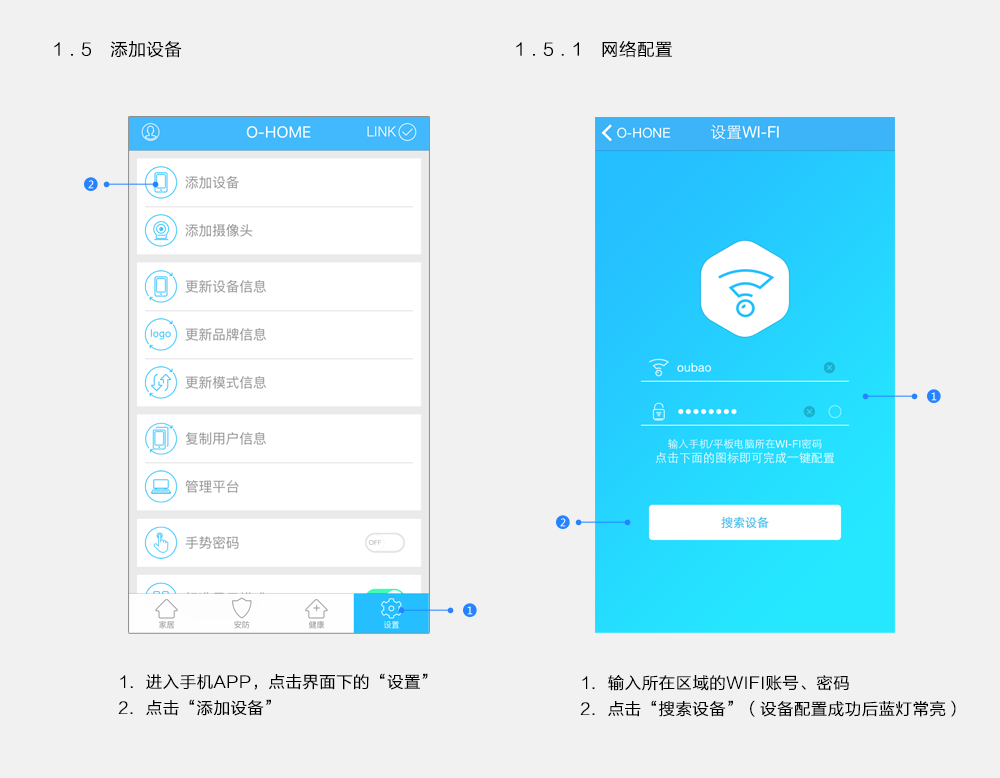 1.5 添加设备
1.5.1 网络配置
O-HOME
LINK
2
添加设备
添加摄像头
更新设备信息
logo
更新品牌信息
更新模式信息
复制用户信息
管理平台
手势密码
OFF
家居
安防
健康
设置
1
1. 进入手机APP，点击界面下的“设置”
2. 点击“添加设备”
O-HONE
设置WI-FI
oubao
1
输入手机/平板电脑所在WI-FI密码
点击下面的图标即可完成一键配置
2
搜索设备
1. 输入所在区域的WIFI账号、密码
2. 点击“搜索设备”（设备配置成功后蓝灯常亮）